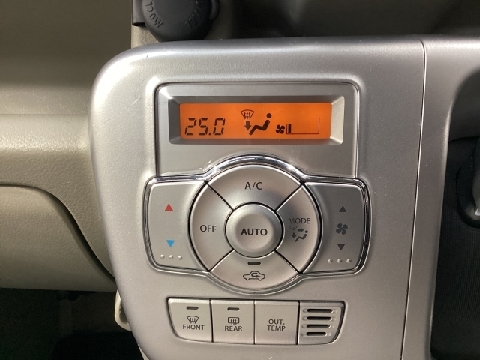 25.0
A/C
OFF
AUTO
MODE
FRONT
REAR
OUT.
TEMP